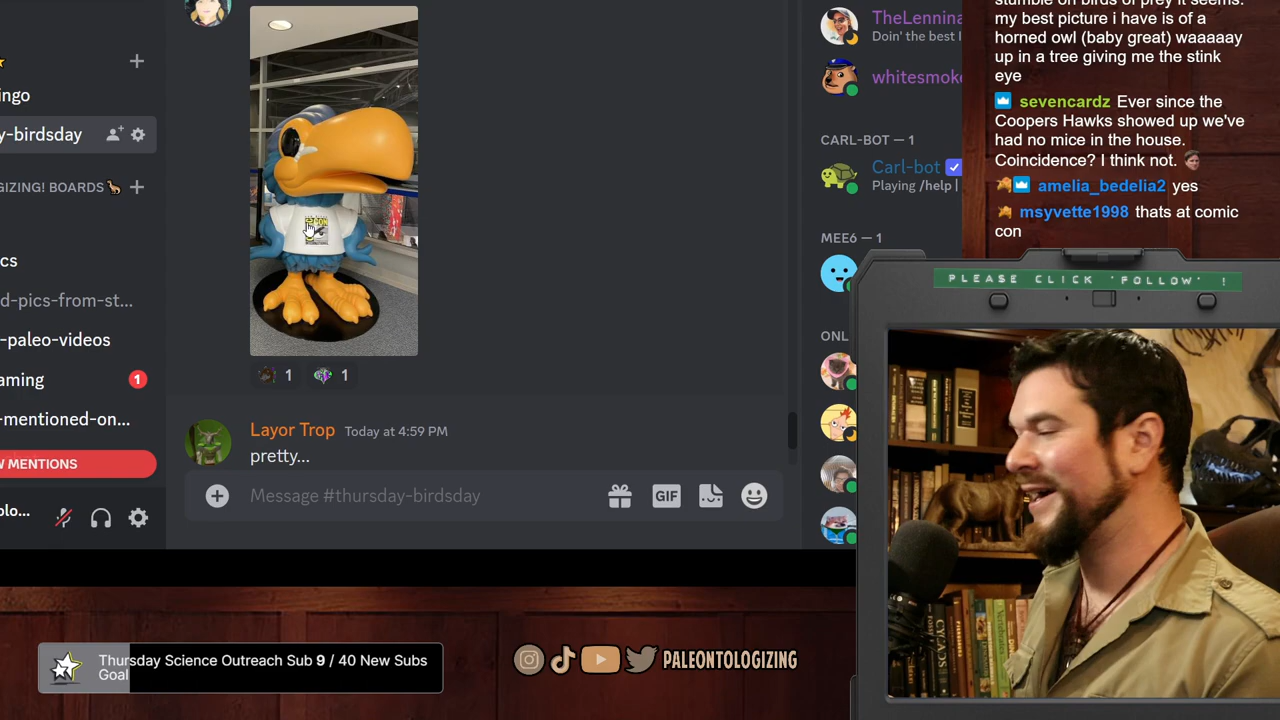 ingo
y-birdsday
GIZING! BOARDS
cs
d-pics-from-st...
-paleo-videos
aming
1
-mentioned-on...
W MENTIONS
olo...
1
1
Layor Trop Today at 4:59 PM
pretty...
Message #thursday-birdsday
GIF
TheLennina
Doin' the best I
whitesmoke
CARL-BOT — 1
Carl-bot
Playing /help |
MEE6 — 1
ONL
stumble on birds of prey it seems.
my best picture i have is of a
horned owl (baby great) waaaaay
up in a tree giving me the stink
eye
sevencardz Ever since the
Coopers Hawks showed up we've
had no mice in the house.
Coincidence? I think not.
amelia_bedelia2 yes
msyvette1998 thats at comic
con
PLEASE CLICK 'FOLLOW' !
Thursday Science Outreach Sub 9 / 40 New Subs
Goal
PALEONTOLOGIZING